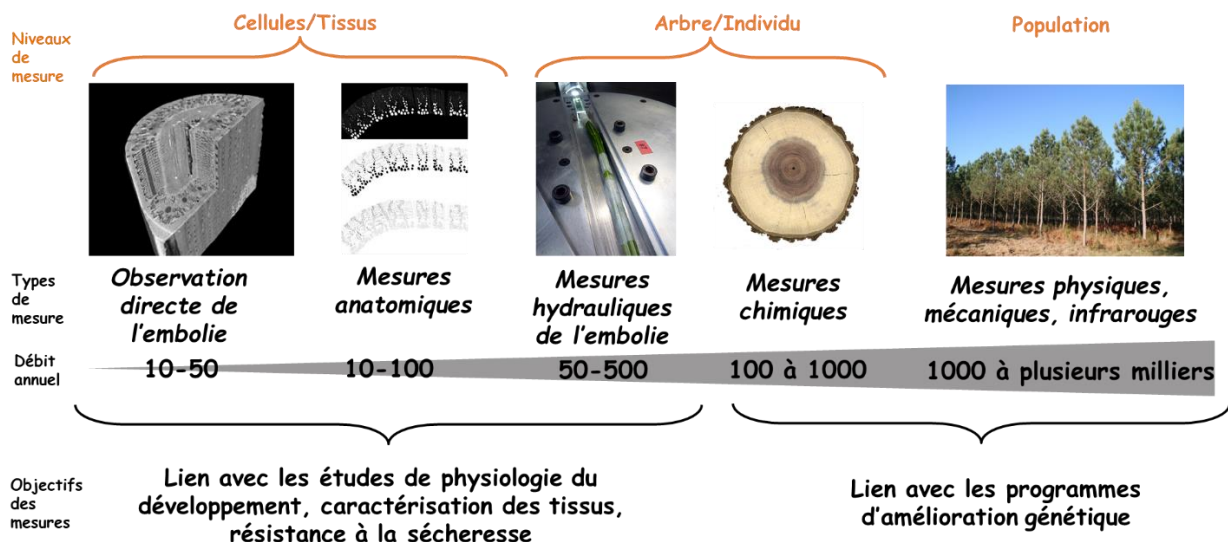 Niveaux
de
mesure
Cellules/Tissus
Arbre/Individu
Population
Types
de
mesure
Observation
directe de
l'embolie
Mesures
anatomiques
Mesures
hydrauliques
de l'embolie
Mesures
chimiques
Mesures physiques,
mécaniques, infrarouges
Débit
annuel
10-50
10-100
50-500
100 à 1000
1000 à plusieurs milliers
Objectifs
des
mesures
Lien avec les études de physiologie du
développement, caractérisation des tissus,
résistance à la sécheresse
Lien avec les programmes
d'amélioration génétique